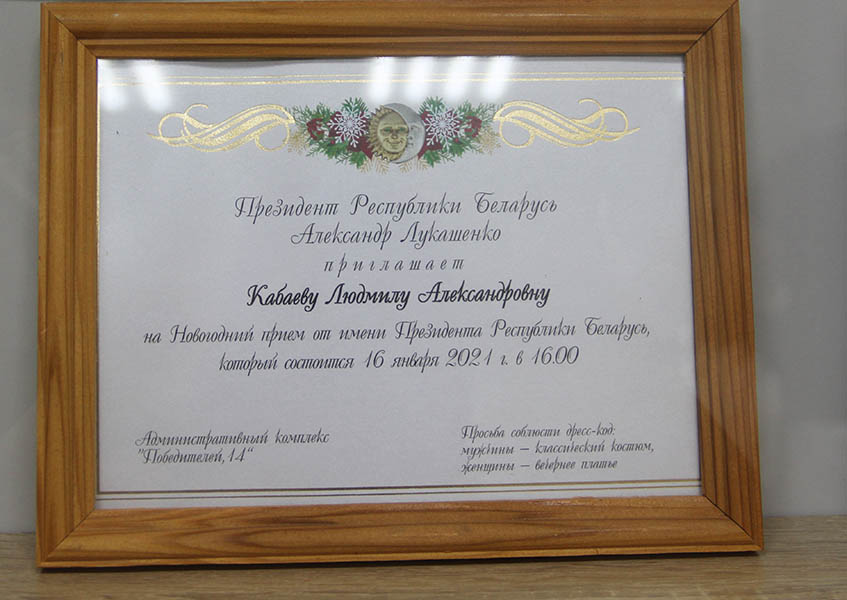 Президент Республики Беларусь
Александр Лукашенко
приглашает
Кабаеву Людмилу Александровну
на Новогодний прием от имени Президента Республики Беларусь,
который состоится 16 января 2021 г. в 16.00
Административный комплекс
"Победителей, 14"
Просьба соблюсти дресс-код:
мужчины – классический костюм,
женщины – вечернее платье